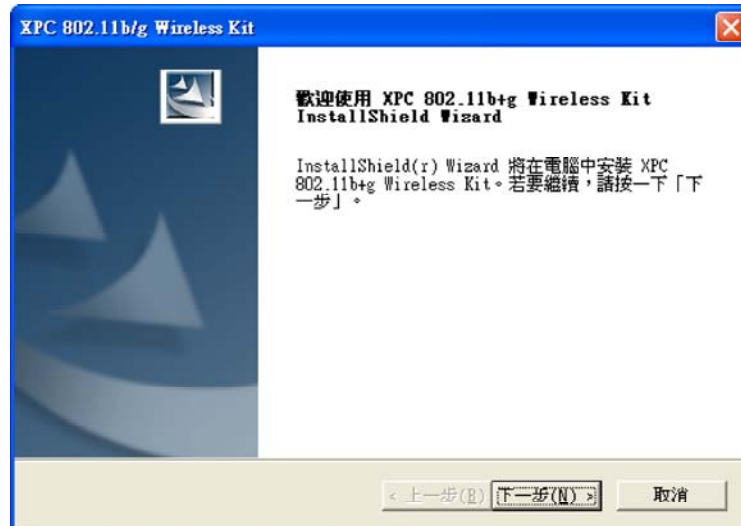 XPC 802.11b/g Wireless Kit
歡迎使用 XPC 802.11b+g Wireless Kit
InstallShield Wizard
InstallShield(r) Wizard 將在電腦中安裝 XPC
802.11b+g Wireless Kit。若要繼續，請按一下「下
一步」。
< 上一步(B) 下一步(N) > 取消